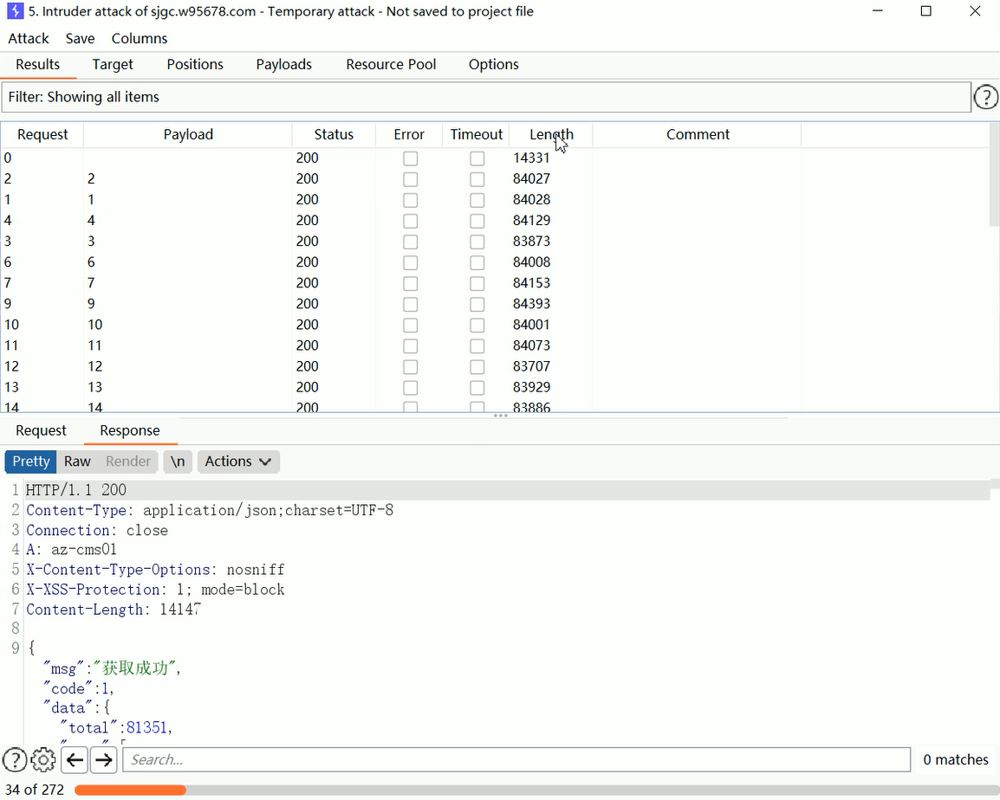 5. Intruder attack of sjgc.w95678.com - Temporary attack - Not saved to project file
Attack Save Columns
Results Target Positions Payloads Resource Pool Options
Filter: Showing all items
?
Request Payload Status Error Timeout Length Comment
0 200 14331
2 2 200 84027
1 1 200 84028
4 4 200 84129
3 3 200 83873
6 6 200 84008
7 7 200 84153
9 9 200 84393
10 10 200 84001
11 11 200 84073
12 12 200 83707
13 13 200 83929
14 14 200 83886
Request Response
Pretty Raw Render \n Actions
1 HTTP/1.1 200
2 Content-Type: application/json;charset=UTF-8
3 Connection: close
4 A: az-cms01
5 X-Content-Type-Options: nosniff
6 X-XSS-Protection: 1; mode=block
7 Content-Length: 14147
8
9 {
"msg":"获取成功",
"code":1,
"data":{
"total":81351,
? Search... 0 matches
34 of 272